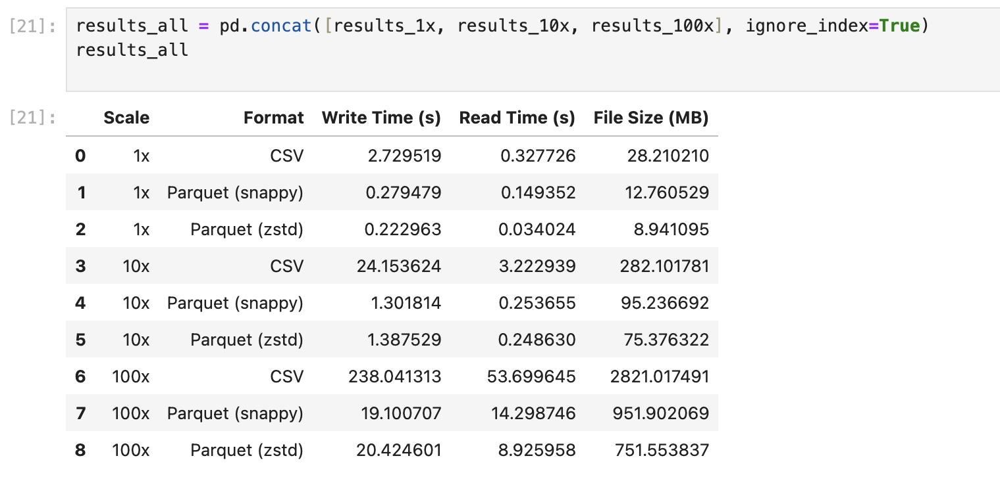 [21]: results_all = pd.concat([results_1x, results_10x, results_100x], ignore_index=True)
results_all
[21]:
Scale Format Write Time (s) Read Time (s) File Size (MB)
0 1x CSV 2.729519 0.327726 28.210210
1 1x Parquet (snappy) 0.279479 0.149352 12.760529
2 1x Parquet (zstd) 0.222963 0.034024 8.941095
3 10x CSV 24.153624 3.222939 282.101781
4 10x Parquet (snappy) 1.301814 0.253655 95.236692
5 10x Parquet (zstd) 1.387529 0.248630 75.376322
6 100x CSV 238.041313 53.699645 2821.017491
7 100x Parquet (snappy) 19.100707 14.298746 951.902069
8 100x Parquet (zstd) 20.424601 8.925958 751.553837